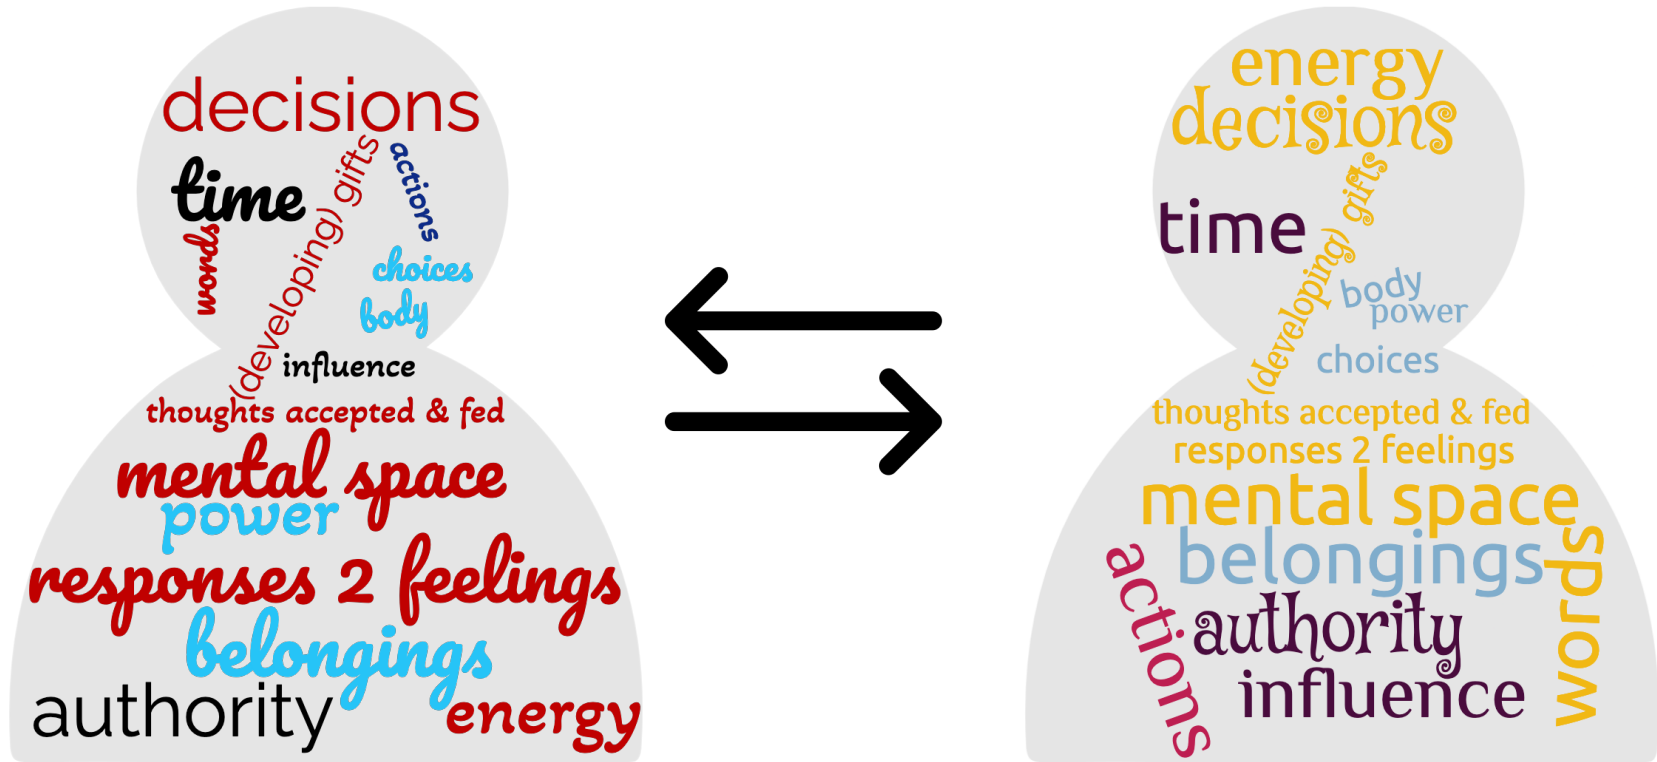 decisions
time
words
(developing) gifts
actions
choices
body
influence
thoughts accepted & fed
mental space
power
responses 2 feelings
belongings
authority
energy
energy
decisions
time
(developing) gifts
body
power
choices
thoughts accepted & fed
responses 2 feelings
mental space
belongings
actions
authority
influence
words